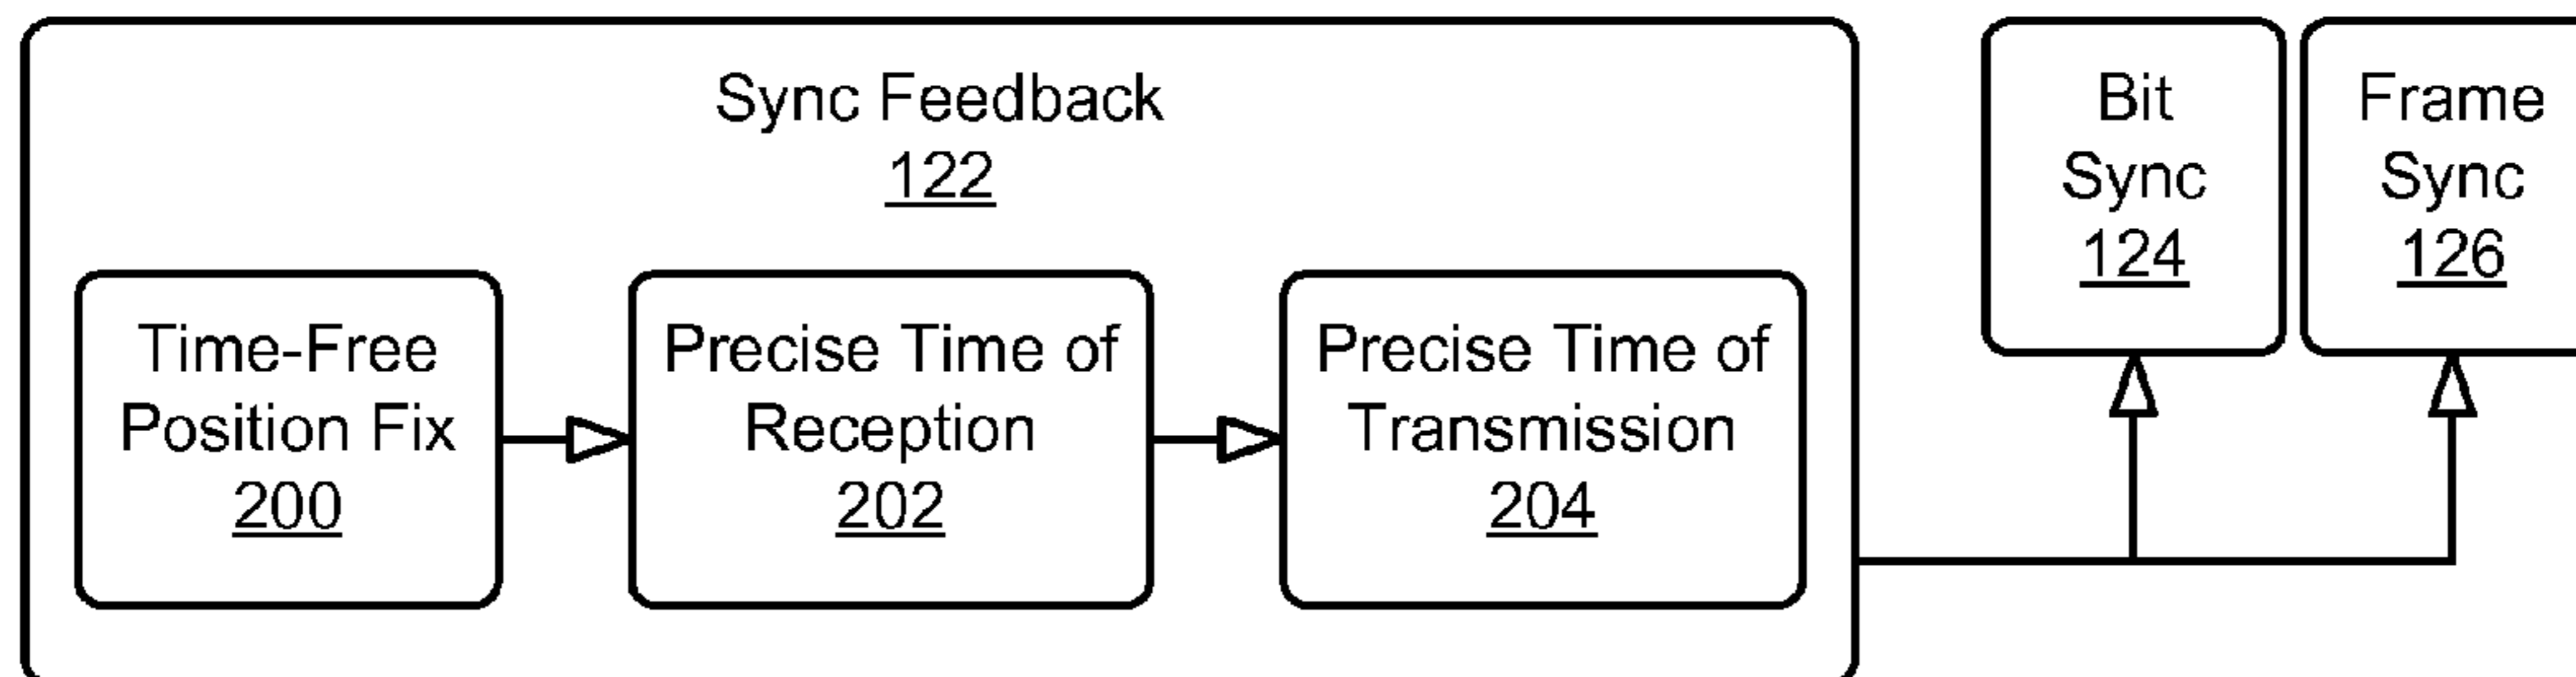 Sync Feedback
122
Time-Free
Position Fix
200
Precise Time of
Reception
202
Precise Time of
Transmission
204
Bit
Sync
124
Frame
Sync
126